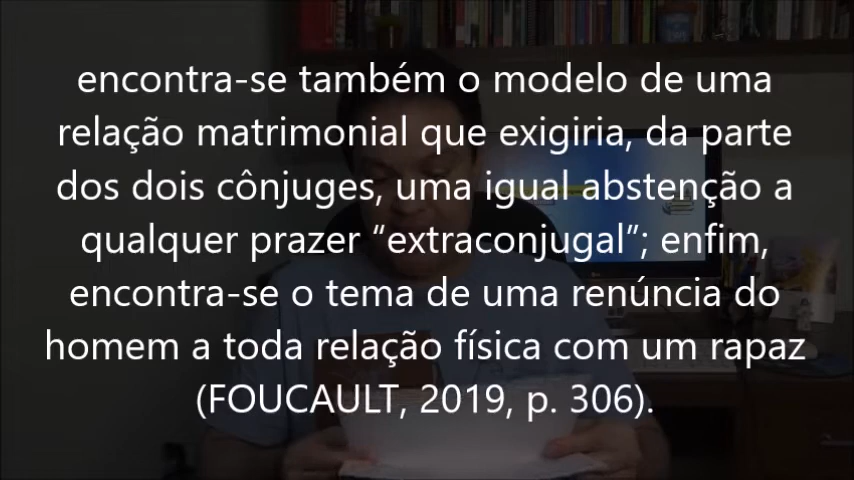 encontra-se também o modelo de uma
relação matrimonial que exigiria, da parte
dos dois cônjuges, uma igual abstenção a
qualquer prazer “extraconjugal”; enfim,
encontra-se o tema de uma renúncia do
homem a toda relação física com um rapaz
(FOUCAULT, 2019, p. 306).